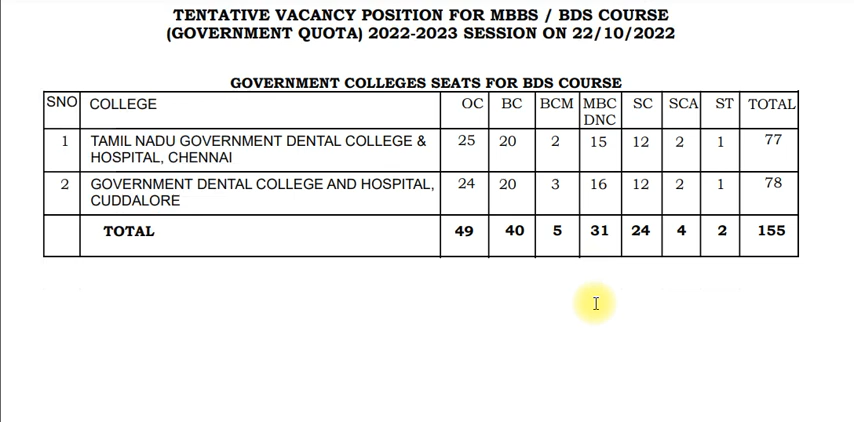 TENTATIVE VACANCY POSITION FOR MBBS / BDS COURSE
(GOVERNMENT QUOTA) 2022-2023 SESSION ON 22/10/2022
GOVERNMENT COLLEGES SEATS FOR BDS COURSE
SNO COLLEGE OC BC BCM MBC DNC SC SCA ST TOTAL
1 TAMIL NADU GOVERNMENT DENTAL COLLEGE & 25 20 2 15 12 2 1 77
HOSPITAL, CHENNAI
2 GOVERNMENT DENTAL COLLEGE AND HOSPITAL, 24 20 3 16 12 2 1 78
CUDDALORE
TOTAL 49 40 5 31 24 4 2 155